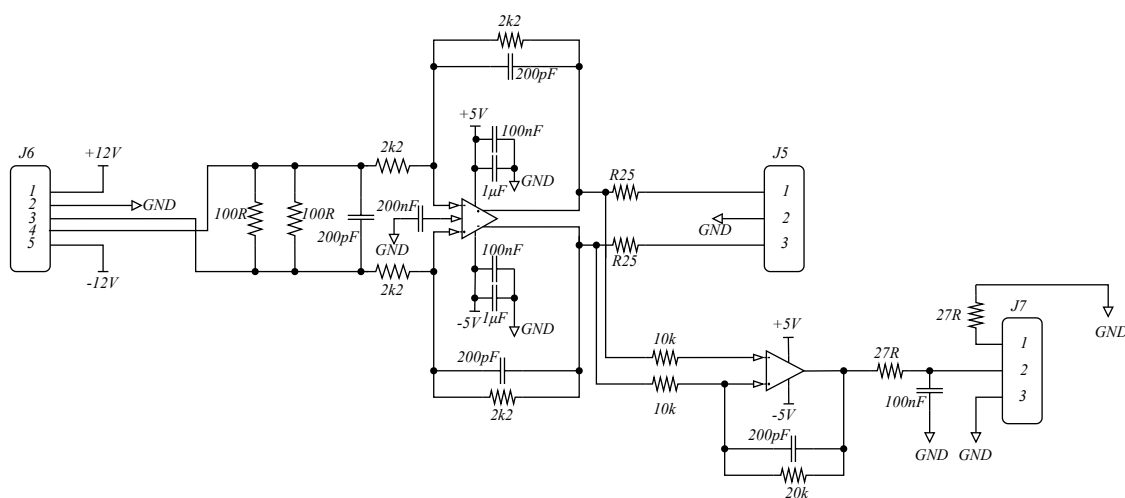 2k2
200pF
+5V
100nF
J6
+12V
2k2
1µF
GND
J5
1
2
3
4
5
GND
100R
100R
200pF
200nF
GND
R25
1
2
3
GND
R25
-12V
2k2
100nF
-5V
1µF
GND
200pF
2k2
27R
J7
GND
10k
+5V
27R
1
2
3
10k
-5V
100nF
200pF
GND
GND
20k